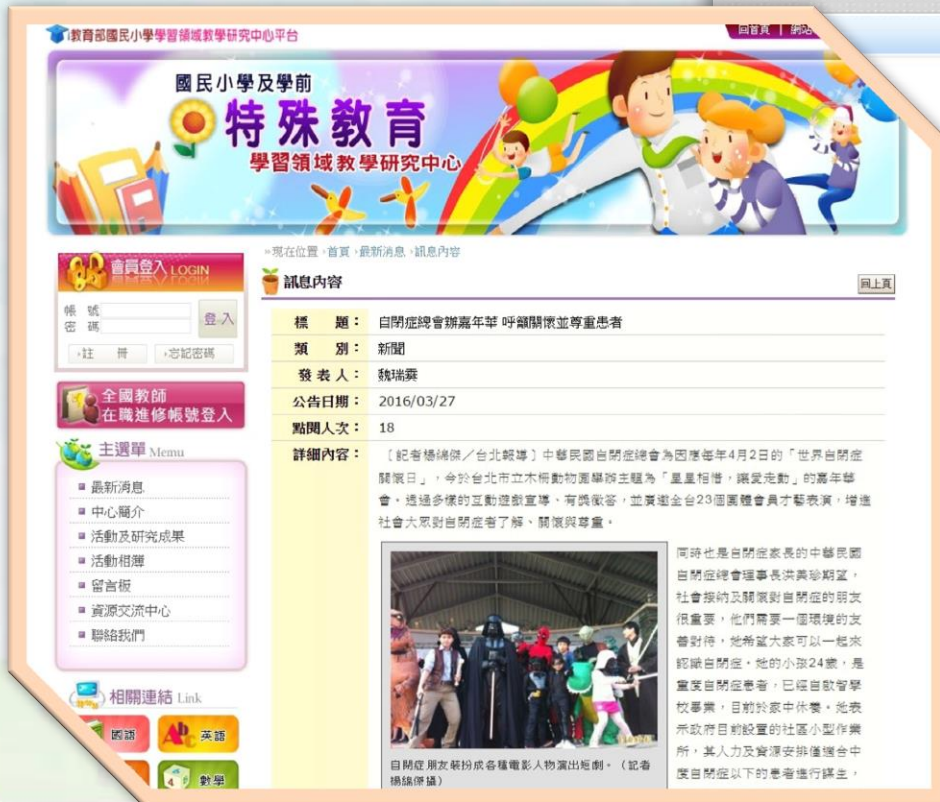 教育部國民小學學習領域教學研究中心平台
回首頁 | 網站
國民小學及學前
特殊教育
學習領域教學研究中心
»現在位置 ›首頁 ›最新消息 ›訊息內容
會員登入 LOGIN
帳 號
密 碼
登入
註 冊
忘記密碼
全國教師
在職進修帳號登入
主選單 Memu
最新消息
中心簡介
活動及研究成果
活動相簿
留言板
資源交流中心
聯絡我們
相關連結 Link
國語
英語
數學
訊息內容
回上頁
標 題： 自閉症總會辦嘉年華 呼籲關懷並尊重患者
類 別： 新聞
發 表 人： 魏瑞霙
公告日期： 2016/03/27
點閱人次： 18
詳細內容： 〔記者楊綿傑／台北報導〕中華民國自閉症總會為因應每年4月2日的「世界自閉症
關懷日」，今於台北市立木柵動物園舉辦主題為「星星相惜，讓愛走動」的嘉年華
會。透過多樣的互動遊戲宣導、有獎徵答，並廣邀全台23個團體會員才藝表演，增進
社會大眾對自閉症者了解、關懷與尊重。
同時也是自閉症家長的中華民國
自閉症總會理事長洪美珍期望，
社會接納及關懷對自閉症的朋友
很重要，他們需要一個環境的友
善對待，她希望大家可以一起來
認識自閉症。她的小孩24歲，是
重度自閉症患者，已經自啟智學
校畢業，目前於家中休養。她表
示政府目前設置的社區小型作業
所，其人力及資源安排僅適合中
度自閉症以下的患者進行謀生，
自閉症朋友裝扮成各種電影人物演出短劇。（記者
楊綿傑攝）